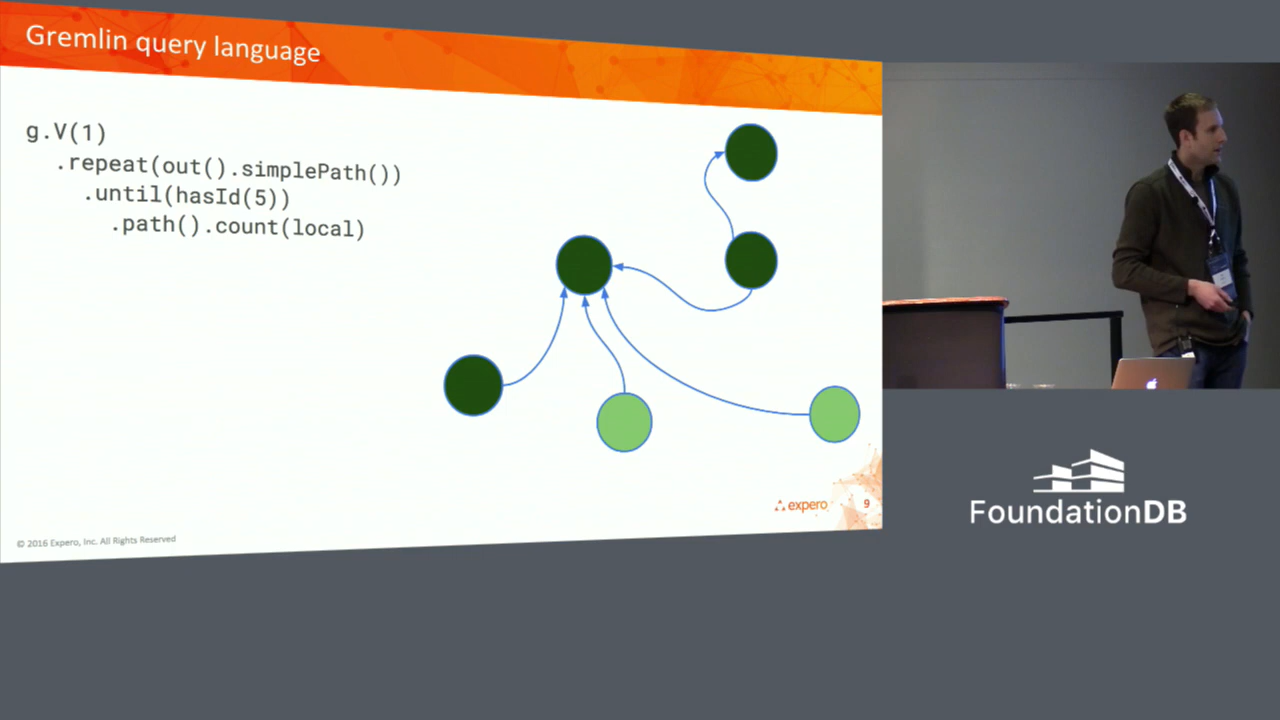 Gremlin query language
g.V(1)
.repeat(out().simplePath())
.until(hasId(5))
.path().count(local)
expero
9
© 2016 Expero, Inc. All Rights Reserved
FoundationDB